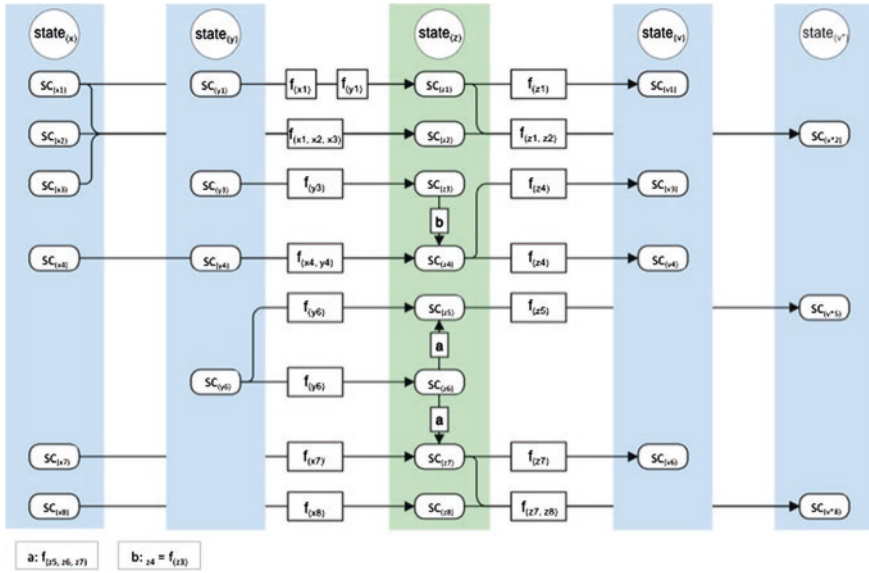 state(x) state(y) state(z) state(v) state(v*)
SC(x1) SC(y1) f(x1) f(y1) SC(z1) f(z1) SC(v1)
SC(x2) f(x1, x2, x3) SC(z2) f(z1, z2) SC(v*2)
SC(x3) SC(y3) f(y3) SC(z3) f(z4) SC(v3)
b
SC(x4) SC(y4) f(x4, y4) SC(z4) f(z4) SC(v4)
f(y6) SC(z5) f(z5) SC(v*5)
a
SC(y6) f(y6) SC(z6)
a
SC(x7) f(x7) SC(z7) f(z7) SC(v6)
SC(x8) f(x8) SC(z8) f(z7, z8) SC(v*8)
a: f(z5, z6, z7) b: z4 = f(z3)